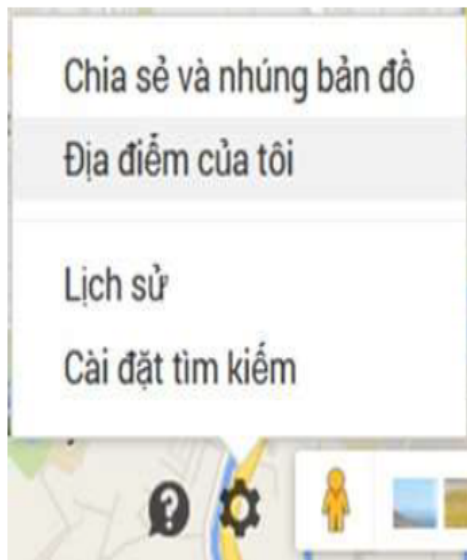 Chia sẻ và nhúng bản đồ
Địa điểm của tôi
Lịch sử
Cài đặt tìm kiếm